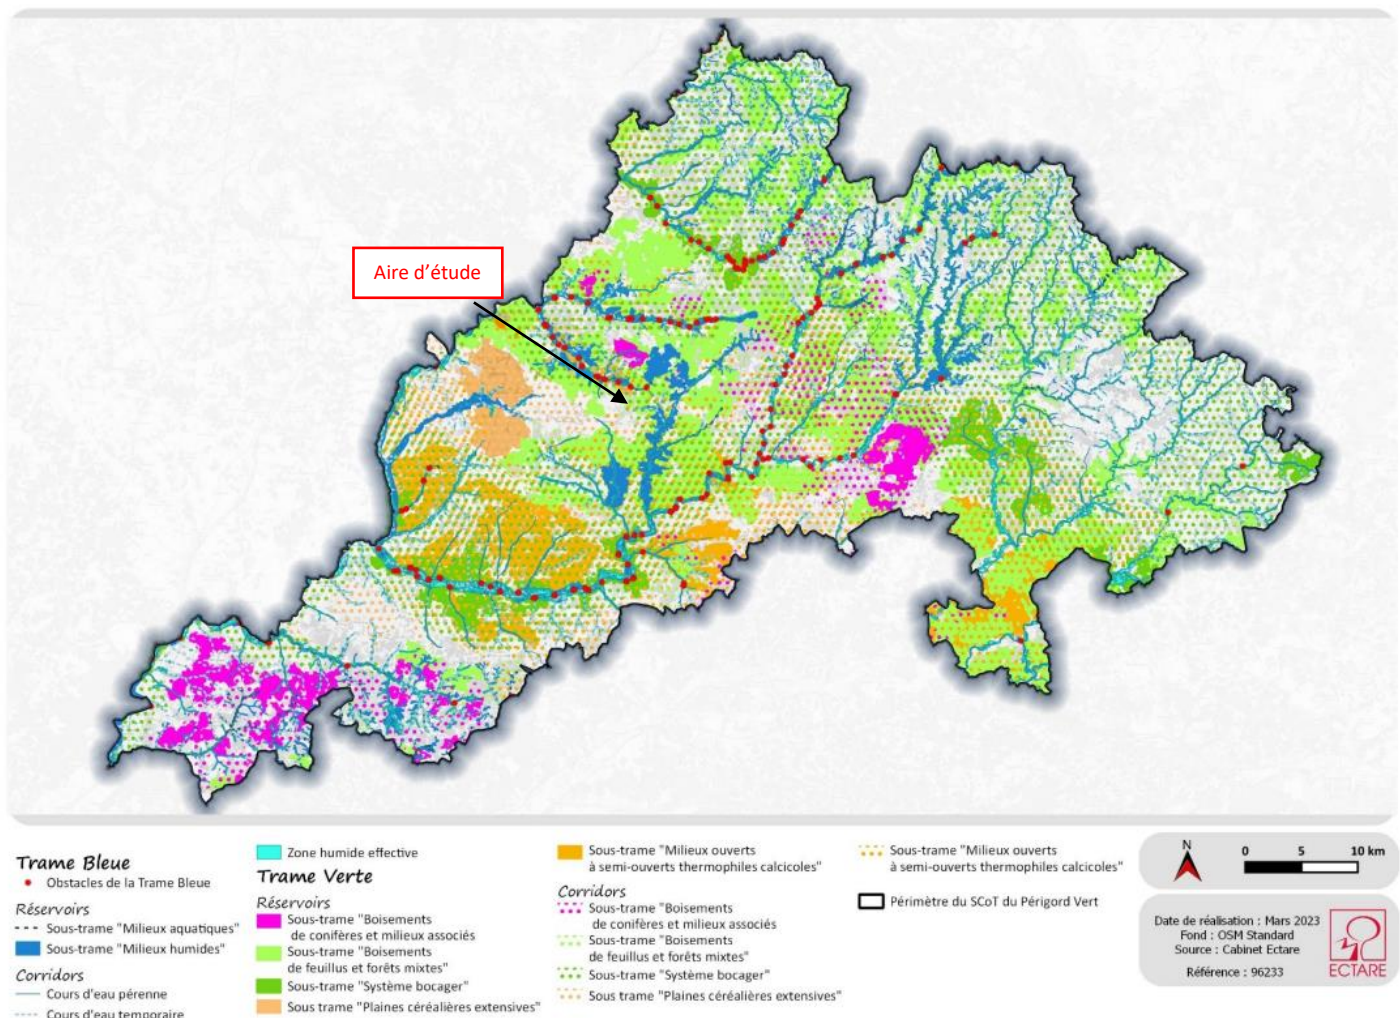 Aire d'étude
Trame Bleue
Obstacles de la Trame Bleue
Réservoirs
Sous-trame "Milieux aquatiques"
Sous-trame "Milieux humides"
Corridors
Cours d'eau pérenne
Cours d'eau temporaire
Zone humide effective
Trame Verte
Réservoirs
Sous-trame "Boisements
de conifères et milieux associés
Sous-trame "Boisements
de feuillus et forêts mixtes"
Sous-trame "Système bocager"
Sous trame "Plaines céréalières extensives"
Sous-trame "Milieux ouverts
à semi-ouverts thermophiles calcicoles"
Corridors
Sous-trame "Boisements
de conifères et milieux associés
Sous-trame "Boisements
de feuillus et forêts mixtes"
Sous-trame "Système bocager"
Sous trame "Plaines céréalières extensives"
Sous-trame "Milieux ouverts
à semi-ouverts thermophiles calcicoles"
Périmètre du SCoT du Périgord Vert
N
0 5 10 km
Date de réalisation : Mars 2023
Fond : OSM Standard
Source : Cabinet Ectare
Référence : 96233
ECTARE